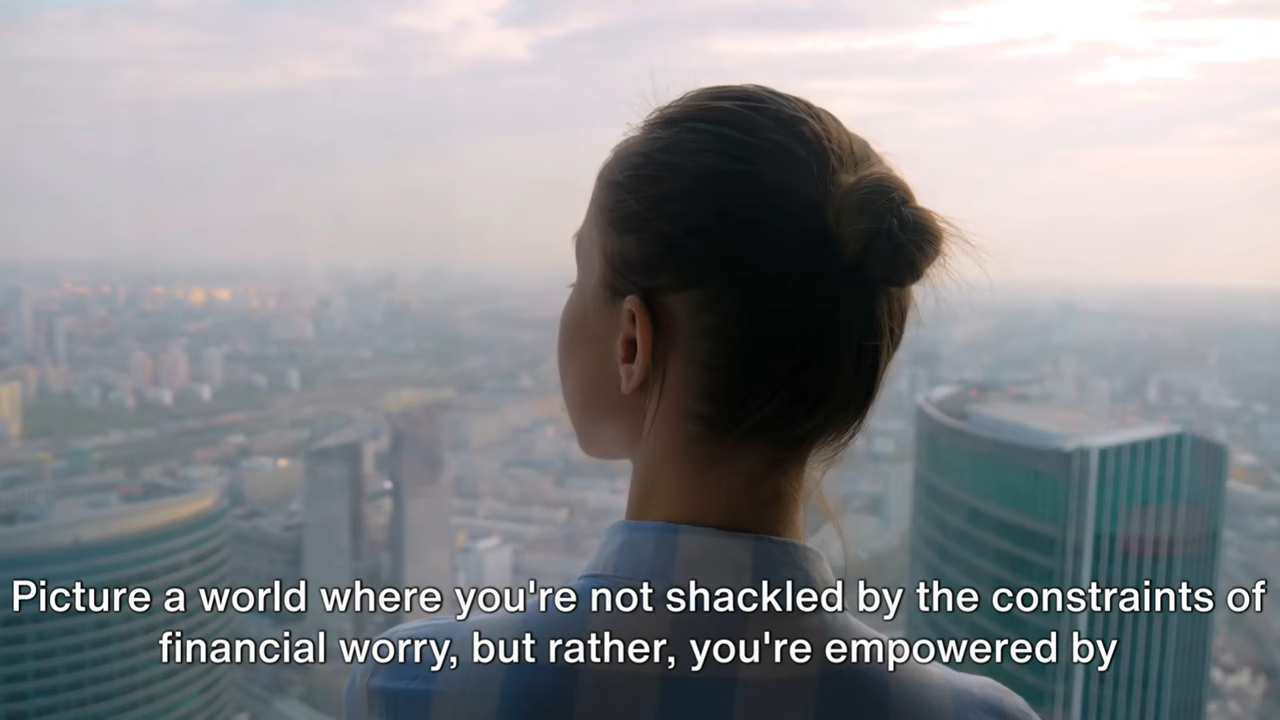 Picture a world where you're not shackled by the constraints of
financial worry, but rather, you're empowered by